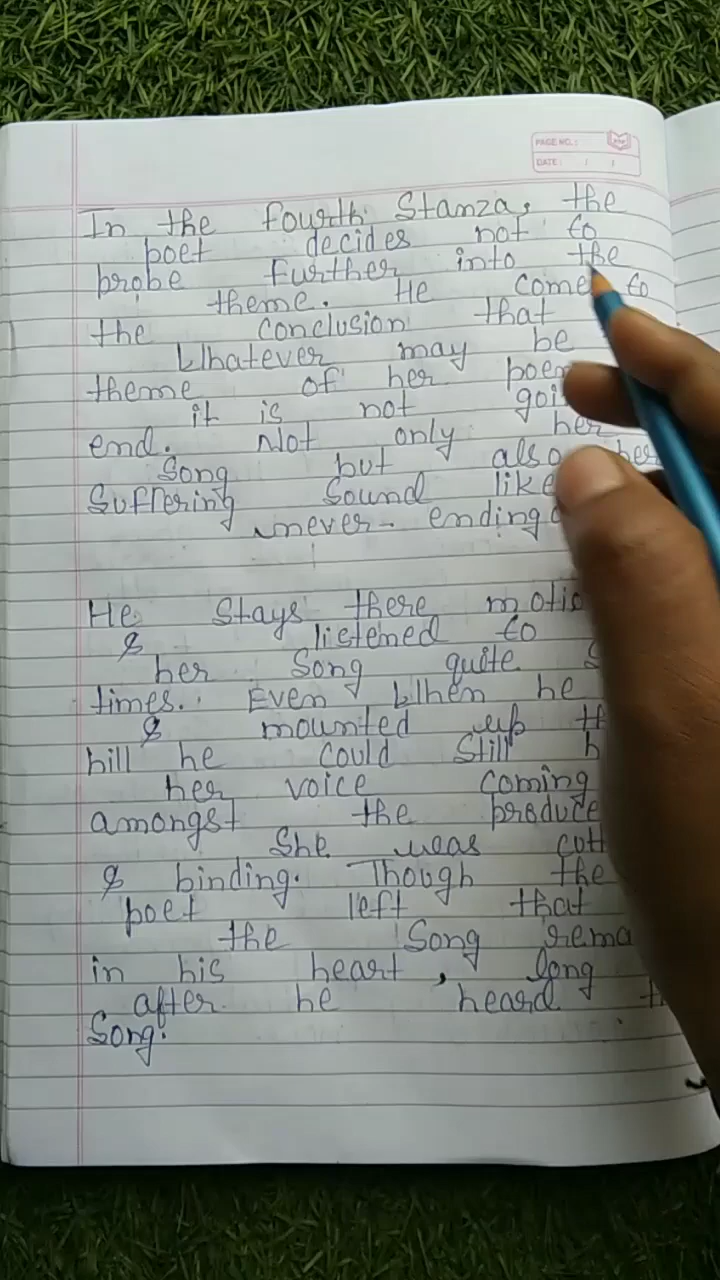 PAGE NO.:
DATE: / /
In the fourth Stanza, the
poet decides not to
probe further into the
theme. He come to
the conclusion that
Whatever may be
theme of her poem
it is not goi
end. Not only her
Song but also her
Suffering Sound like
never-ending
He Stays there motio
& listened to
her Song quite S
times. Even When he
& mounted up th
hill he could Still h
her voice coming
amongst the produce
She was cutt
& binding. Though the
poet left that
the Song rema
in his heart, long
after he heard t
Song.